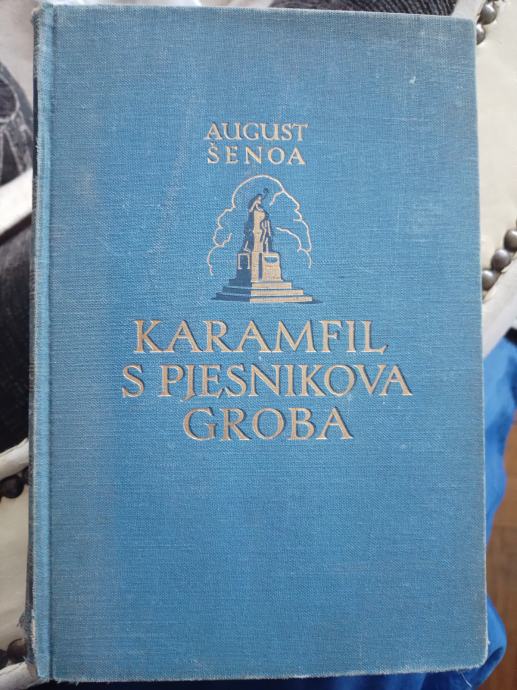 AUGUST
ŠENOA
KARAMFIL
S PJESNIKOVA
GROBA